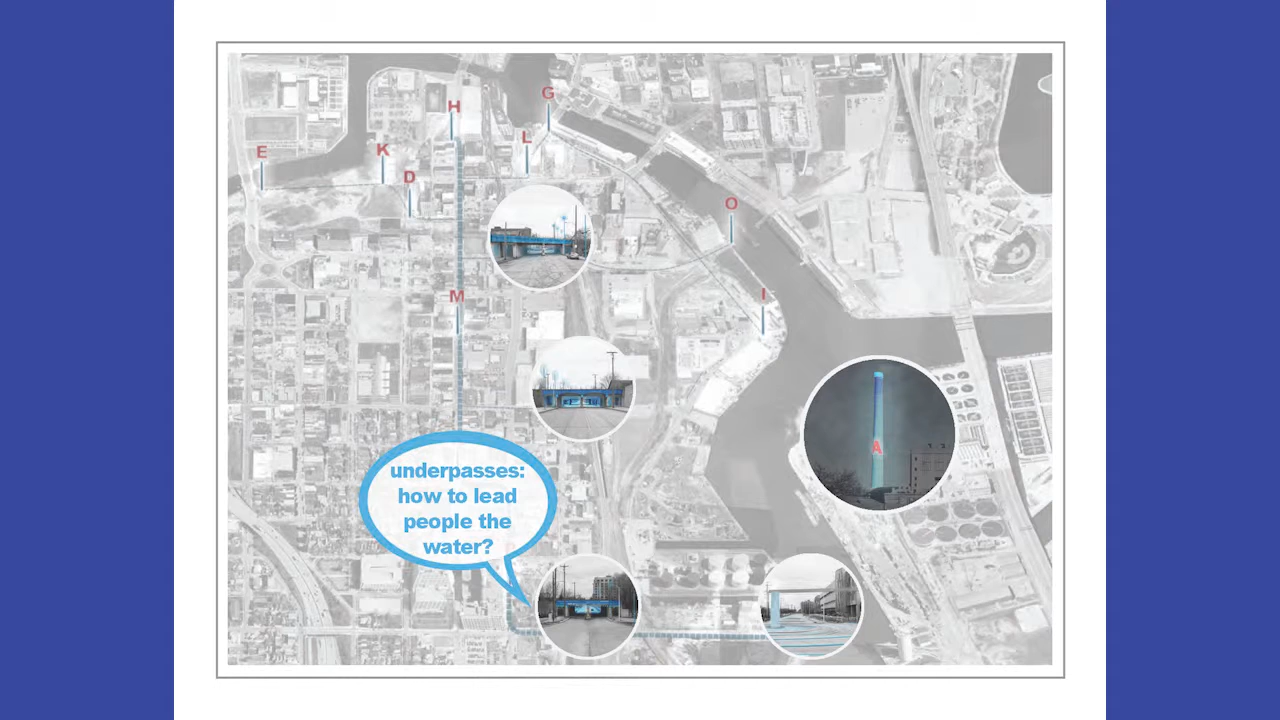 G
H
L
K
E
D
O
I
M
A
underpasses:
how to lead
people the
water?